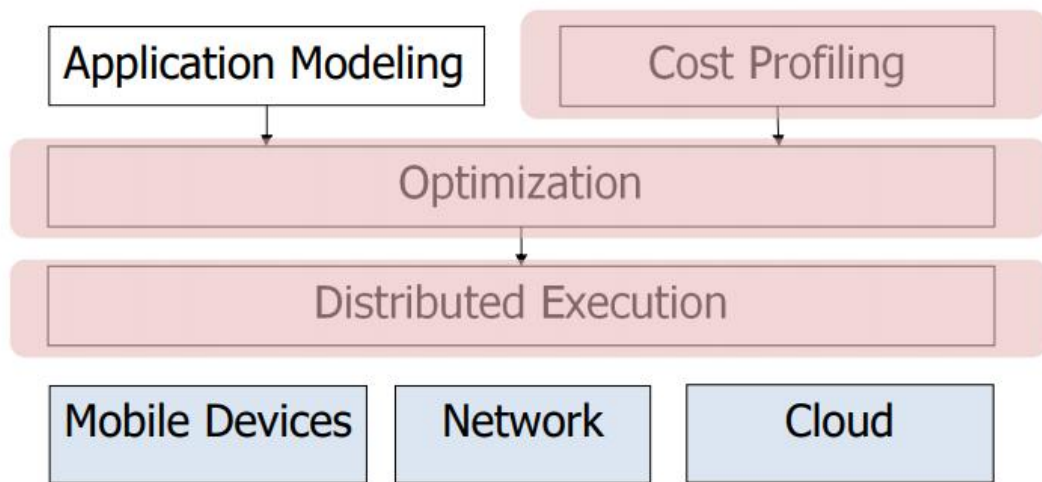 Application Modeling
Cost Profiling
Optimization
Distributed Execution
Mobile Devices
Network
Cloud